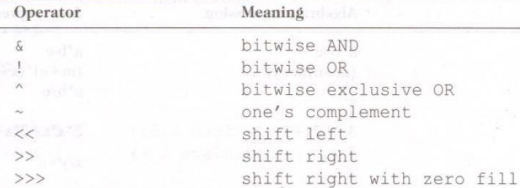 Operator Meaning
& bitwise AND
! bitwise OR
^ bitwise exclusive OR
~ one's complement
<< shift left
>> shift right
>>> shift right with zero fill